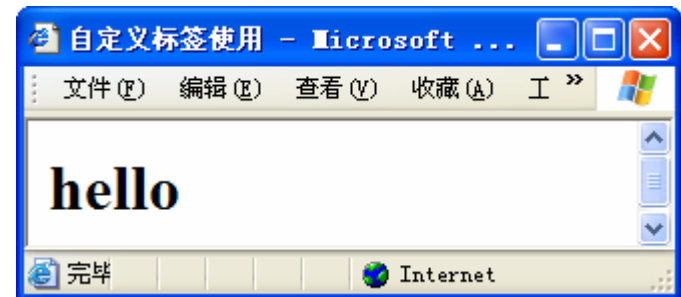 自定义标签使用 - Microsoft ...
文件(F) 编辑(E) 查看(V) 收藏(A) 工 »
hello
完毕 Internet